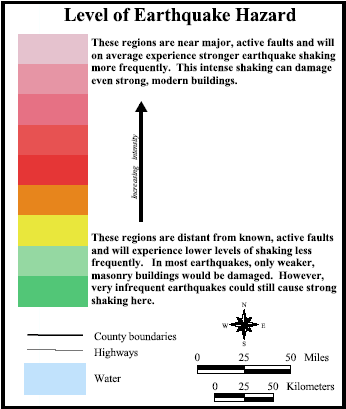 Level of Earthquake Hazard
These regions are near major, active faults and will
on average experience stronger earthquake shaking
more frequently. This intense shaking can damage
even strong, modern buildings.
Increasing intensity
These regions are distant from known, active faults
and will experience lower levels of shaking less
frequently. In most earthquakes, only weaker,
masonry buildings would be damaged. However,
very infrequent earthquakes could still cause strong
shaking here.
County boundaries
Highways
Water
N
W E
S
0 25 50 Miles
0 25 50 Kilometers